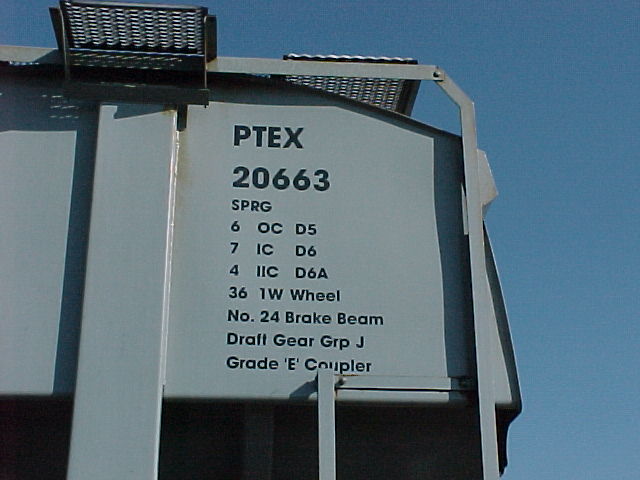 PTEX
20663
SPRG
6 OC D5
7 IC D6
4 IIC D6A
36 1W Wheel
No. 24 Brake Beam
Draft Gear Grp J
Grade 'E' Coupler